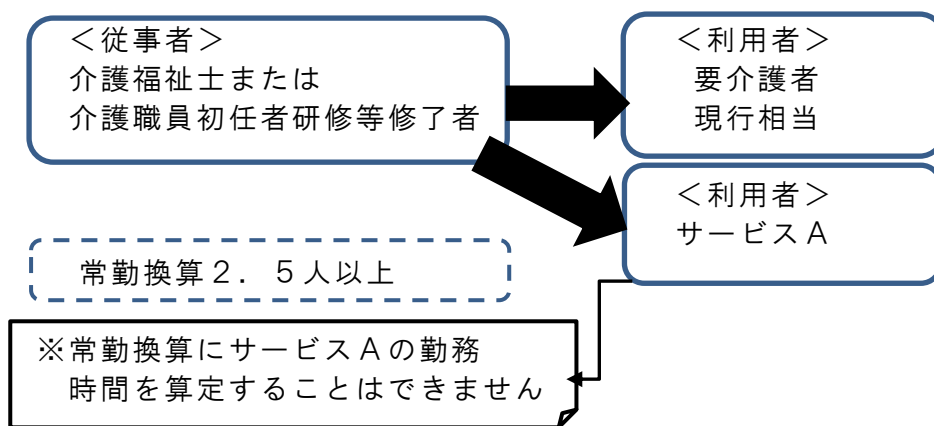 ＜従事者＞
介護福祉士または
介護職員初任者研修等修了者
＜利用者＞
要介護者
現行相当
＜利用者＞
サービスＡ
常勤換算２．５人以上
※常勤換算にサービスＡの勤務
時間を算定することはできません